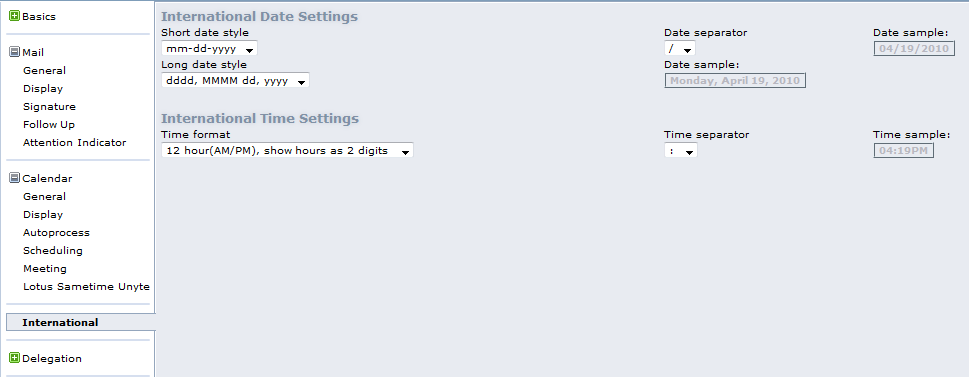 Basics
Mail
General
Display
Signature
Follow Up
Attention Indicator
Calendar
General
Display
Autoprocess
Scheduling
Meeting
Lotus Sametime Unyte
International
Delegation
International Date Settings
Short date style Date separator Date sample:
mm-dd-yyyy / 04/19/2010
Long date style Date sample:
dddd, MMMM dd, yyyy Monday, April 19, 2010
International Time Settings
Time format Time separator Time sample:
12 hour(AM/PM), show hours as 2 digits : 04:19PM